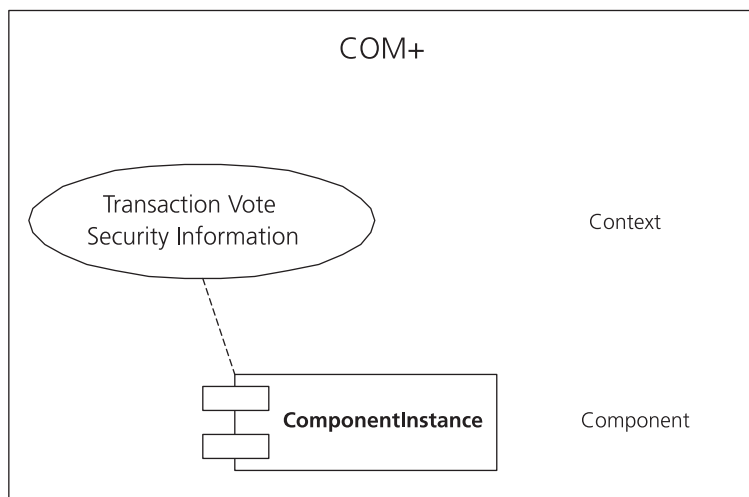 COM+
Transaction Vote
Security Information
Context
ComponentInstance
Component